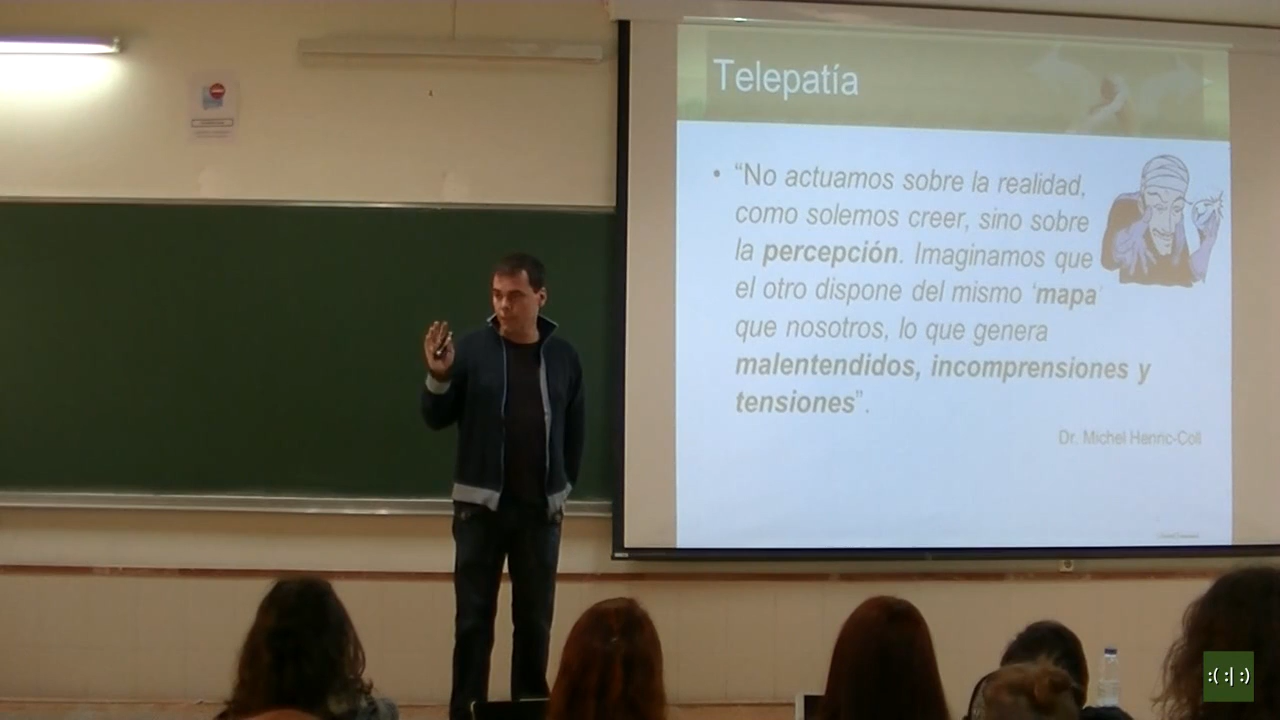 Telepatía
• “No actuamos sobre la realidad,
como solemos creer, sino sobre
la percepción. Imaginamos que
el otro dispone del mismo ‘mapa’
que nosotros, lo que genera
malentendidos, incomprensiones y
tensiones”.
Dr. Michel Henric-Coll
:( :| :)